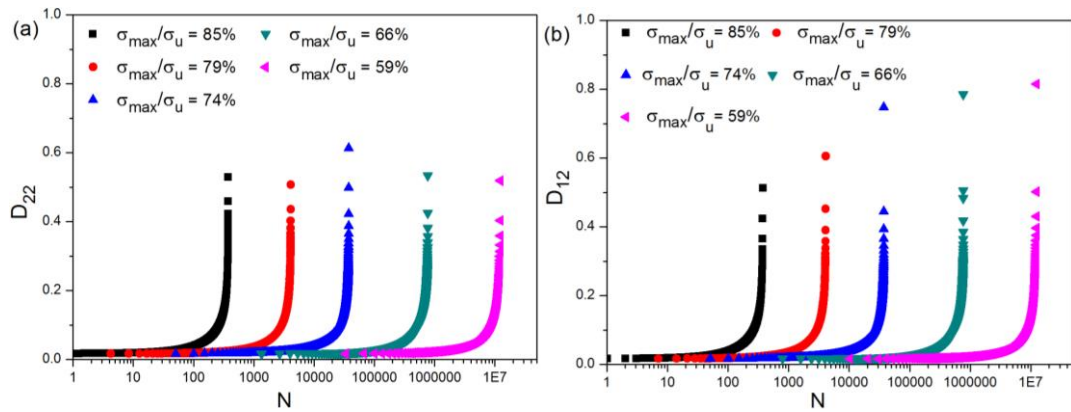 (a)
σmax/σu = 85%
σmax/σu = 66%
σmax/σu = 79%
σmax/σu = 59%
σmax/σu = 74%
1.0
0.8
0.6
0.4
0.2
0.0
D22
1 10 100 1000 10000 100000 1000000 1E7
N
(b)
σmax/σu = 85%
σmax/σu = 79%
σmax/σu = 74%
σmax/σu = 66%
σmax/σu = 59%
1.0
0.8
0.6
0.4
0.2
0.0
D12
1 10 100 1000 10000 100000 1000000 1E7
N